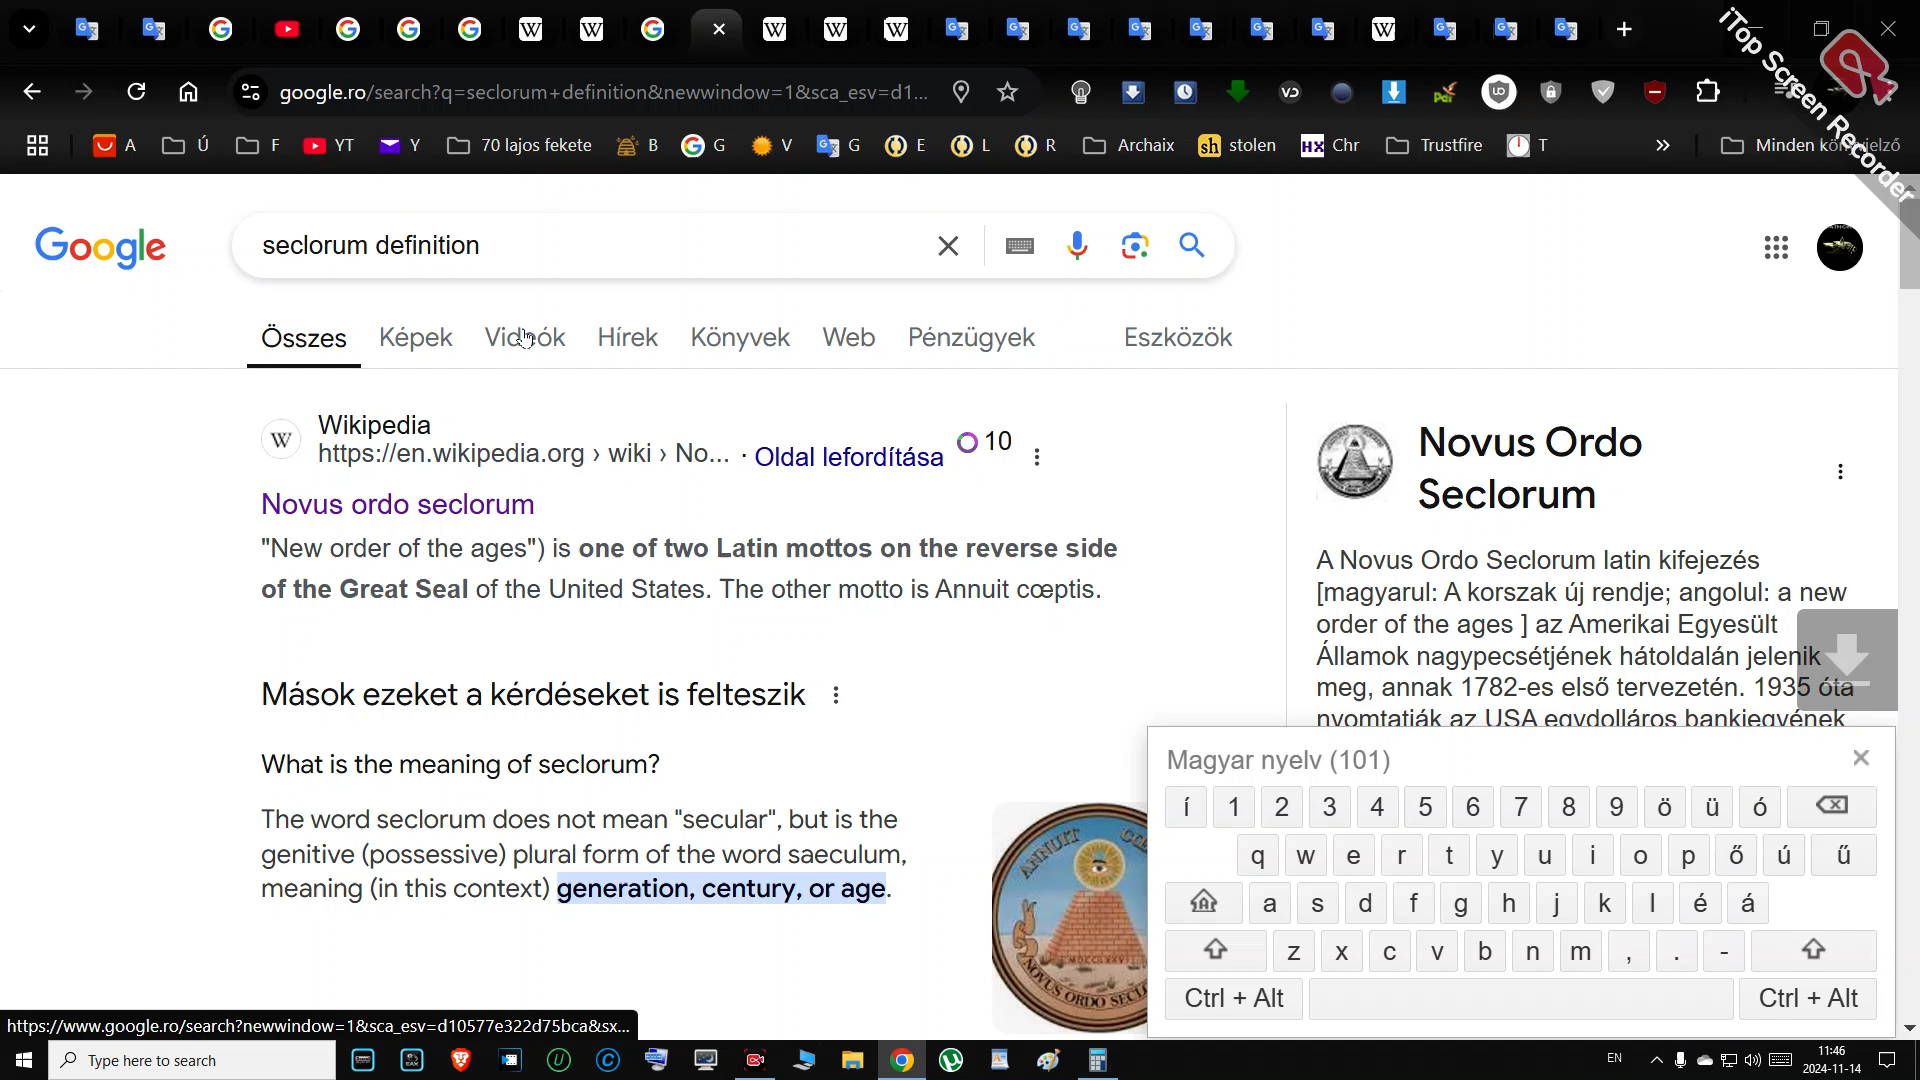 google.ro/search?q=seclorum+definition&newwindow=1&sca_esv=d1...
A
Ú
F
YT
Y
70 lajos fekete
B
G
V
G
E
L
R
Archaix
stolen
Chr
Trustfire
T
Minden könyvjelző
iTop Screen Recorder
Google
seclorum definition
Összes
Képek
Videók
Hírek
Könyvek
Web
Pénzügyek
Eszközök
Wikipedia
https://en.wikipedia.org › wiki › No... · Oldal lefordítása
10
Novus ordo seclorum
"New order of the ages") is one of two Latin mottos on the reverse side
of the Great Seal of the United States. The other motto is Annuit cœptis.
Mások ezeket a kérdéseket is felteszik
What is the meaning of seclorum?
The word seclorum does not mean "secular", but is the
genitive (possessive) plural form of the word saeculum,
meaning (in this context) generation, century, or age.
Novus Ordo
Seclorum
A Novus Ordo Seclorum latin kifejezés
[magyarul: A korszak új rendje; angolul: a new
order of the ages ] az Amerikai Egyesült
Államok nagypecsétjének hátoldalán jelenik
meg, annak 1782-es első tervezetén. 1935 óta
nyomtatják az USA egydolláros bankjegyének
Magyar nyelv (101)
í 1 2 3 4 5 6 7 8 9 ö ü ó
q w e r t y u i o p ő ú ű
a s d f g h j k l é á
z x c v b n m , . -
Ctrl + Alt
Ctrl + Alt
https://www.google.ro/search?newwindow=1&sca_esv=d10577e322d75bca&sx...
Type here to search
EN
11:46
2024-11-14